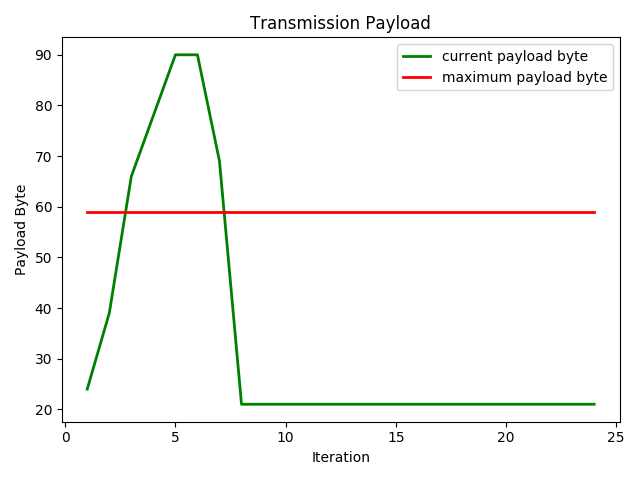 Transmission Payload
current payload byte
maximum payload byte
90
80
70
60
50
40
30
20
Payload Byte
0 5 10 15 20 25
Iteration